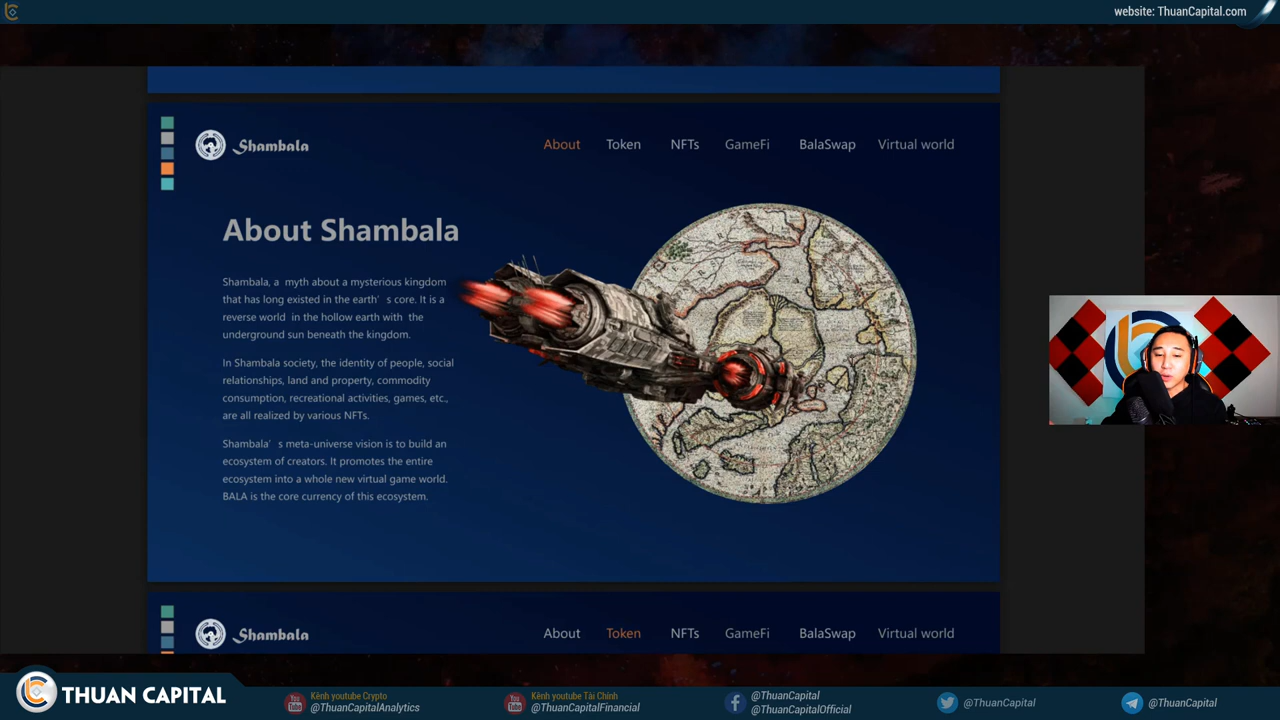 website: ThuanCapital.com
Shambala
About Token NFTs GameFi BalaSwap Virtual world
About Shambala
Shambala, a myth about a mysterious kingdom
that has long existed in the earth' s core. It is a
reverse world in the hollow earth with the
underground sun beneath the kingdom.
In Shambala society, the identity of people, social
relationships, land and property, commodity
consumption, recreational activities, games, etc.,
are all realized by various NFTs.
Shambala' s meta-universe vision is to build an
ecosystem of creators. It promotes the entire
ecosystem into a whole new virtual game world.
BALA is the core currency of this ecosystem.
Shambala
About Token NFTs GameFi BalaSwap Virtual world
THUAN CAPITAL
Kênh youtube Crypto
@ThuanCapitalAnalytics
Kênh youtube Tài Chính
@ThuanCapitalFinancial
@ThuanCapital
@ThuanCapitalOfficial
@ThuanCapital
@ThuanCapital